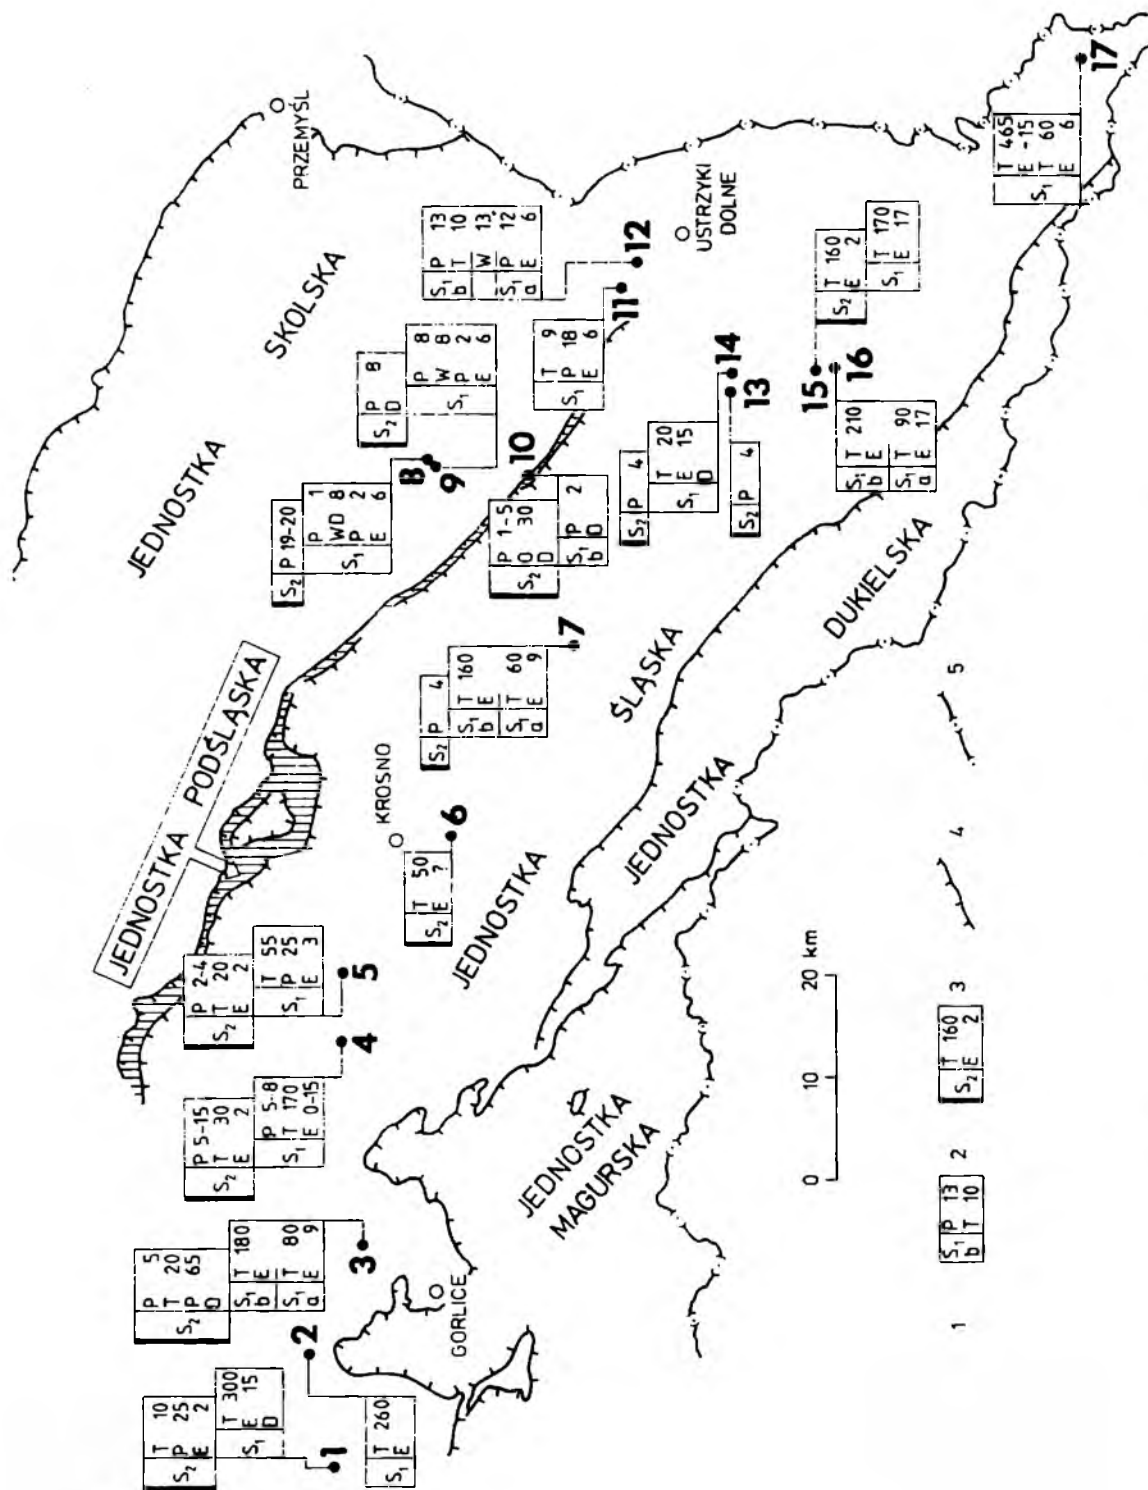 JEDNOSTKA PODŚLĄSKA
JEDNOSTKA
SKOLSKA
PRZEMYŚL
KROSNO
USTRZYKI
DOLNE
JEDNOSTKA
ŚLĄSKA
JEDNOSTKA
DUKIELSKA
JEDNOSTKA
MAGURSKA
GORLICE
S₂ T 10
P 25
E 2
S₁ T 300
E 15
D
1
S₁ T 260
E
2
S₂ P 5
T 20
P 65
D
S₁ b T 180
E
S₁ a T 80
E 9
3
S₂ P 5-15
T 30
E 2
S₁ P 5-8
T 170
E 0-15
4
S₂ P 2-4
T 20
E 2
S₁ T 55
P 25
E 3
5
S₂ T 50
E ?
6
S₂ P 4
S₁ b T 160
E
S₁ a T 60
E 9
7
S₂ P 19-20
S₁ P 1
WD 8
P 2
E 6
8
S₂ P 8
D
S₁ P 8
W 8
P 2
E 6
9
S₂ P 1-5
O 30
D
S₁ b P 2
D
10
S₁ T 9
P 18
E 6
11
S₁ b P 13
T 10
W 13
S₁ a P 12
E 6
12
S₂ P 4
S₁ T 20
E 15
D
14
S₂ P 4
13
S₂ T 160
E 2
S₁ T 170
E 17
15
S₁ b T 210
E
S₁ a T 90
E 17
16
S₁ T 465
E -15
T 60
E 6
17
0 10 20 km
1
S₁ b P 13
T 10
2
S₂ T 160
E 2
3
4
5